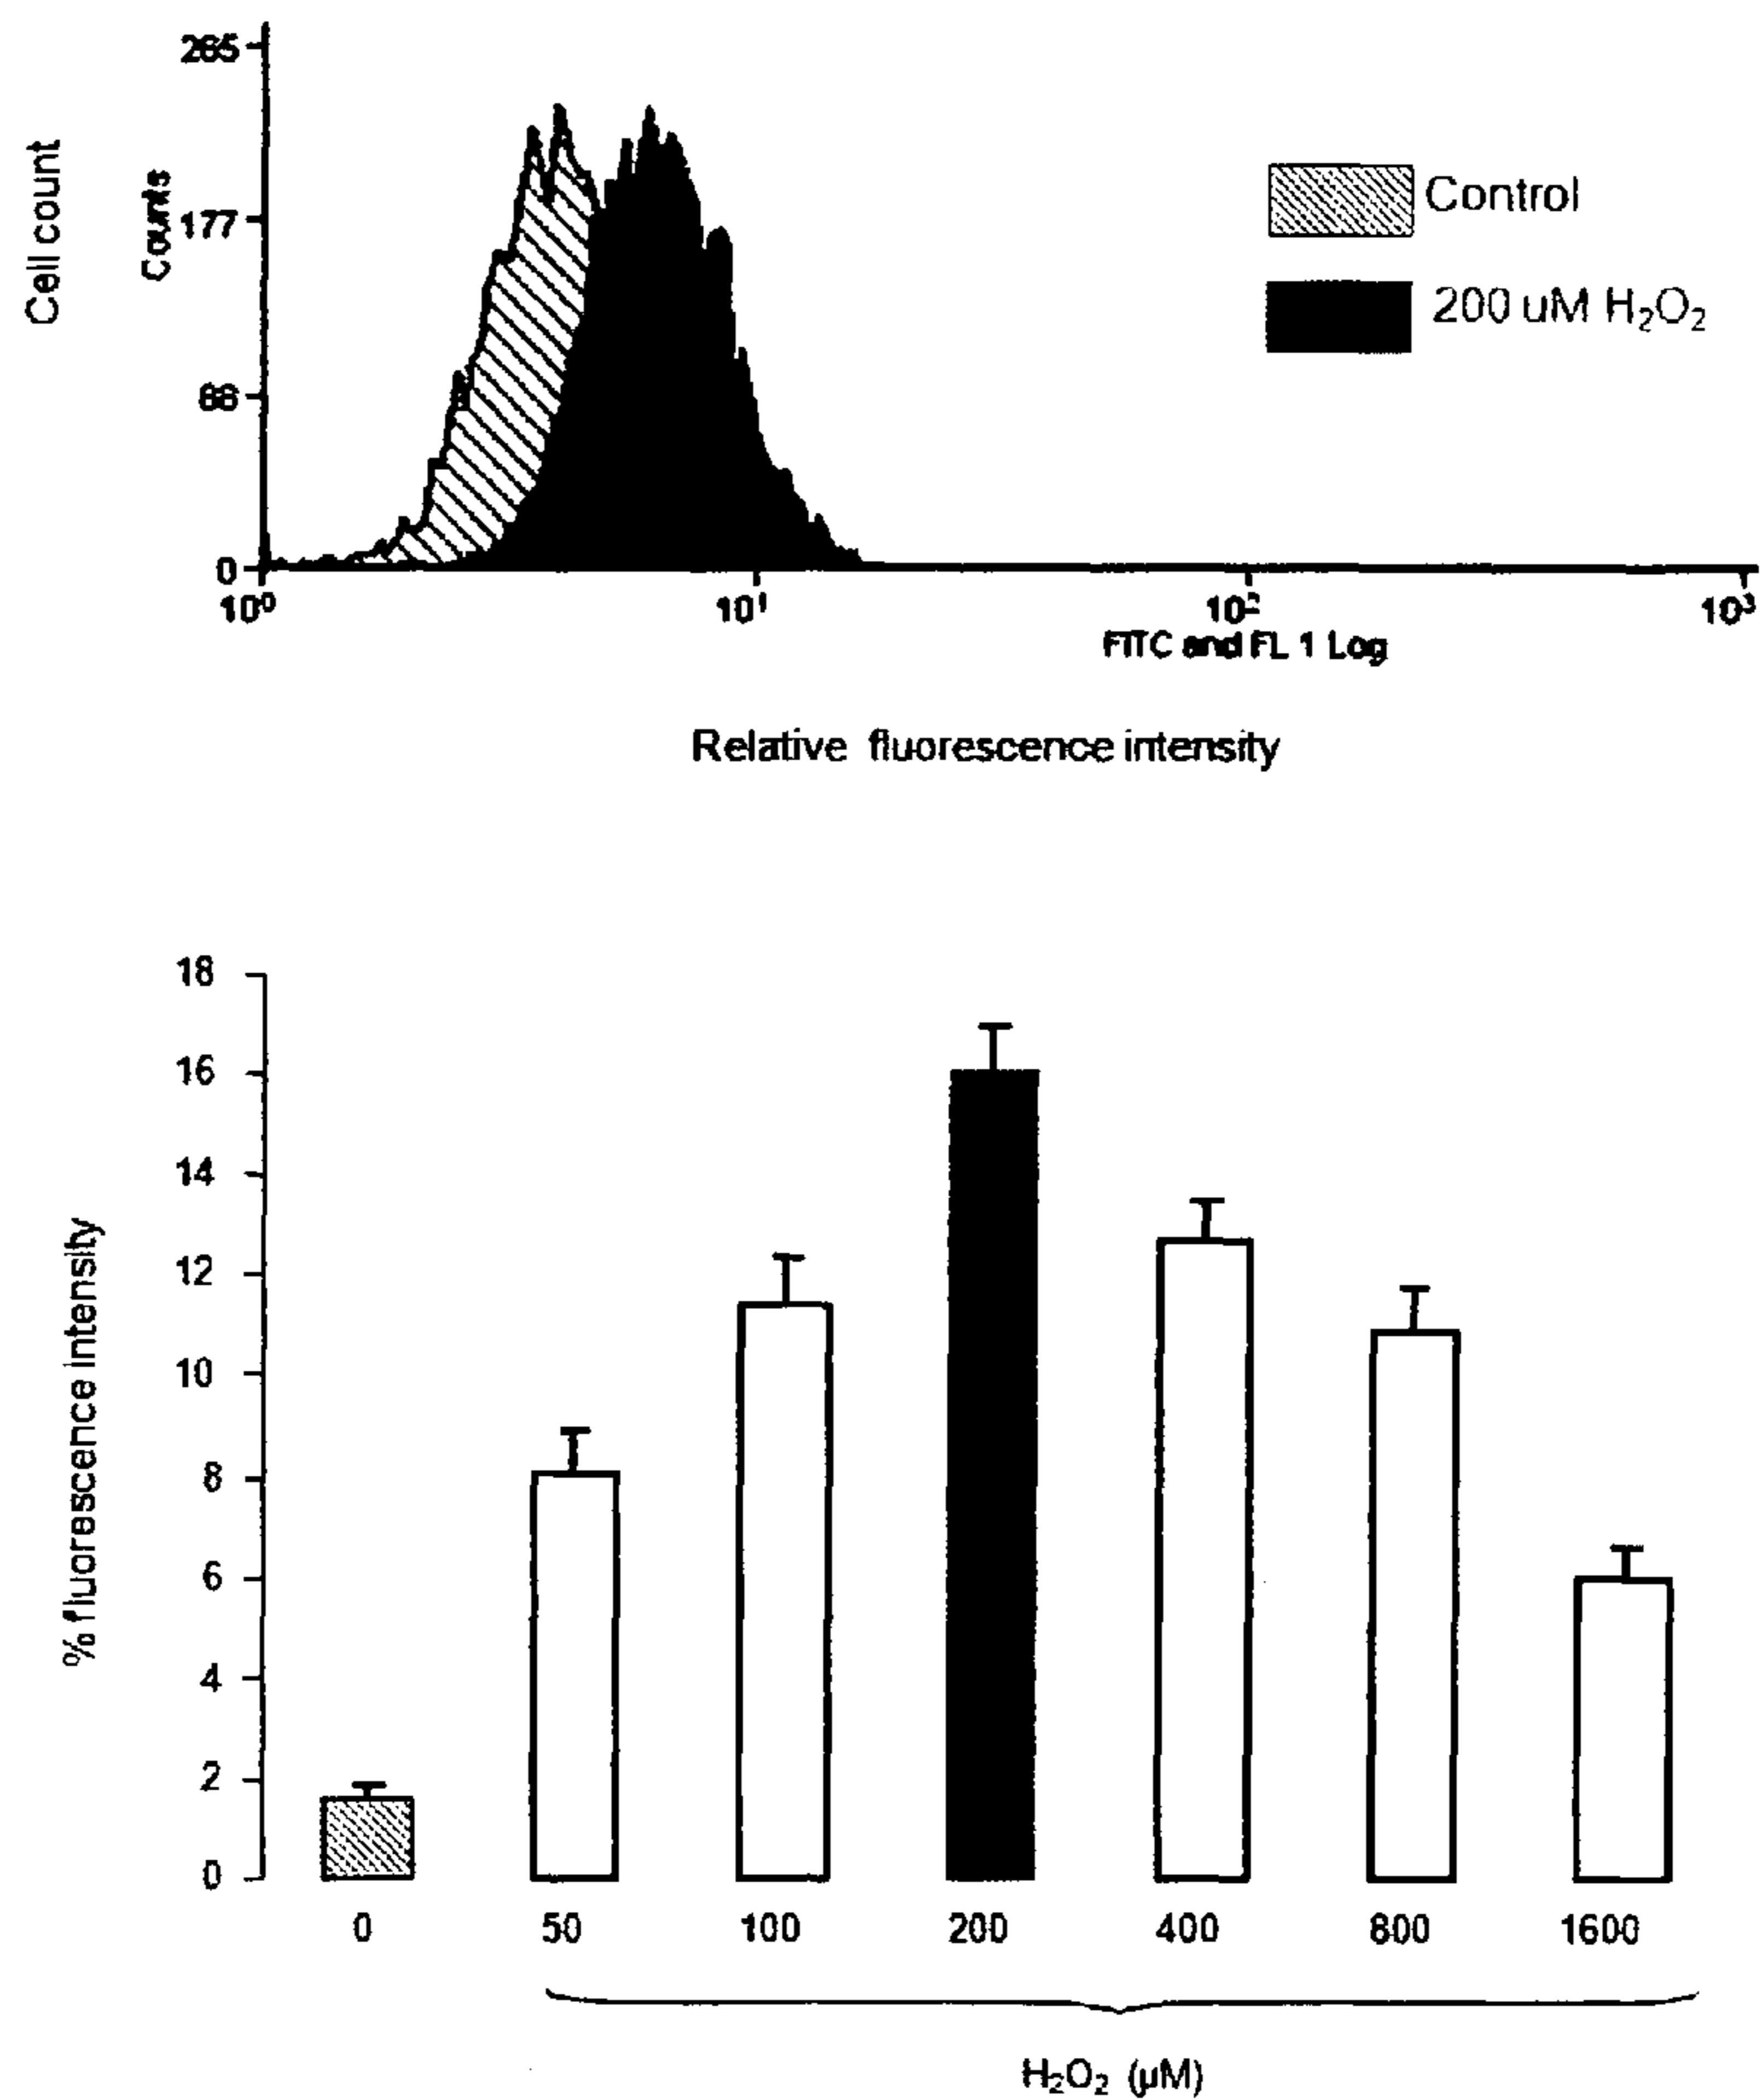 265
Cell count
Counts
177
88
0
10⁰ 10¹ 10² 10³
FITC and FL 1 Log
Relative fluorescence intensity
Control
200 uM H₂O₂
% fluorescence intensity
18
16
14
12
10
8
6
4
2
0
0 50 100 200 400 800 1600
H₂O₂ (µM)